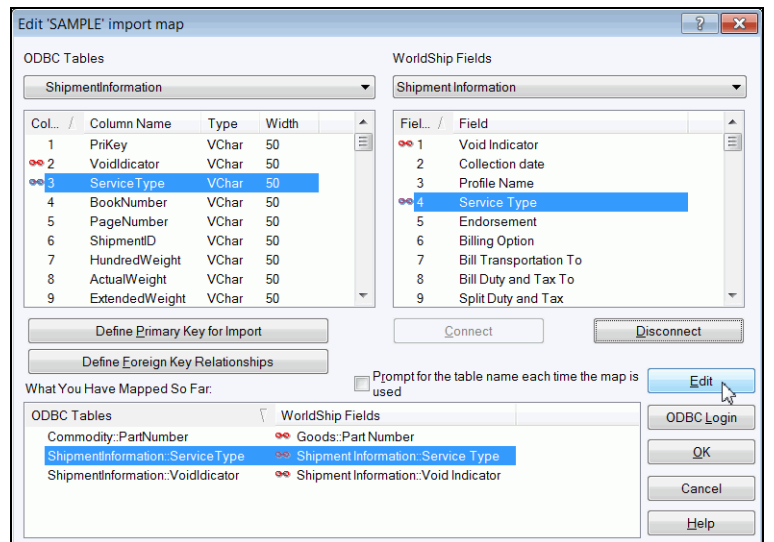 Edit 'SAMPLE' import map
ODBC Tables
WorldShip Fields
ShipmentInformation
Shipment Information
Col... / Column Name Type Width
Fiel... / Field
1 PriKey VChar 50
1 Void Indicator
2 VoidIdicator VChar 50
2 Collection date
3 ServiceType VChar 50
3 Profile Name
4 BookNumber VChar 50
4 Service Type
5 PageNumber VChar 50
5 Endorsement
6 ShipmentID VChar 50
6 Billing Option
7 HundredWeight VChar 50
7 Bill Transportation To
8 ActualWeight VChar 50
8 Bill Duty and Tax To
9 ExtendedWeight VChar 50
9 Split Duty and Tax
Define Primary Key for Import
Connect
Disconnect
Define Foreign Key Relationships
What You Have Mapped So Far:
Prompt for the table name each time the map is
used
Edit
ODBC Tables
WorldShip Fields
ODBC Login
Commodity::PartNumber
Goods::Part Number
ShipmentInformation::ServiceType
Shipment Information::Service Type
OK
ShipmentInformation::VoidIdicator
Shipment Information::Void Indicator
Cancel
Help